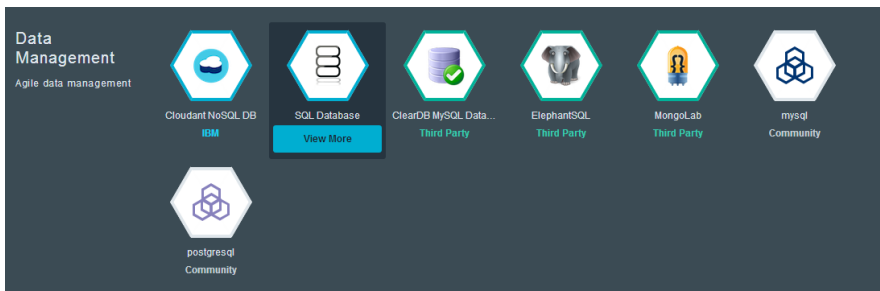 Data
Management
Agile data management
Cloudant NoSQL DB
IBM
SQL Database
View More
ClearDB MySQL Data...
Third Party
ElephantSQL
Third Party
MongoLab
Third Party
mysql
Community
postgresql
Community